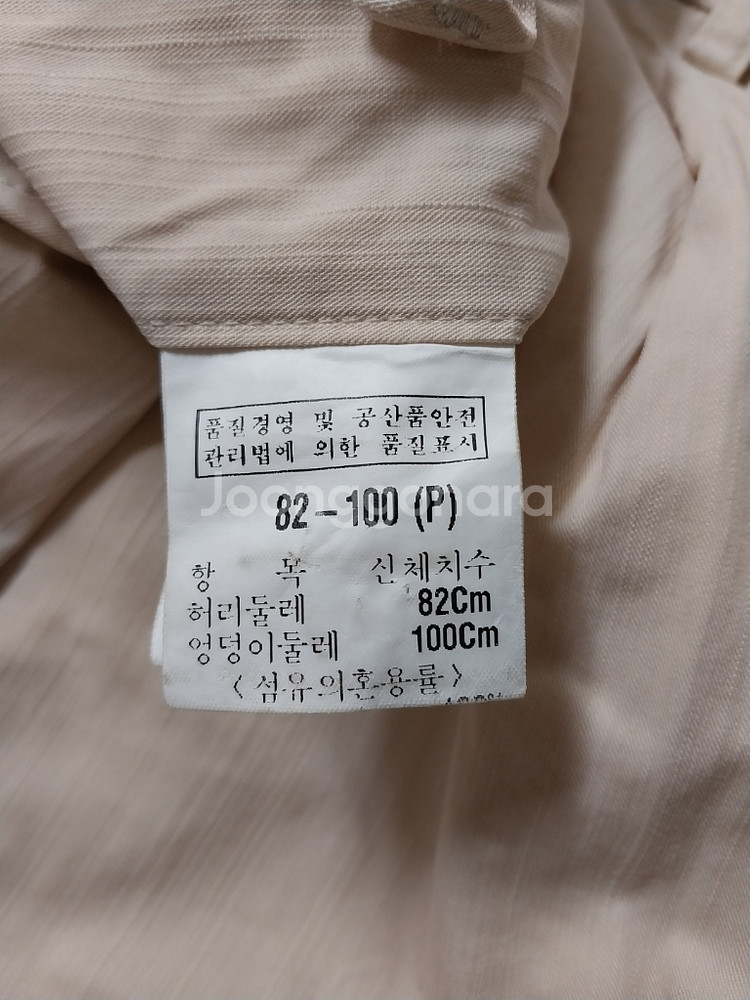 품질경영 및 공산품안전
관리법에 의한 품질표시
Joonggonara
82-100 (P)
항 목 신체치수
허리둘레 82Cm
엉덩이둘레 100Cm
〈섬유의혼용률〉